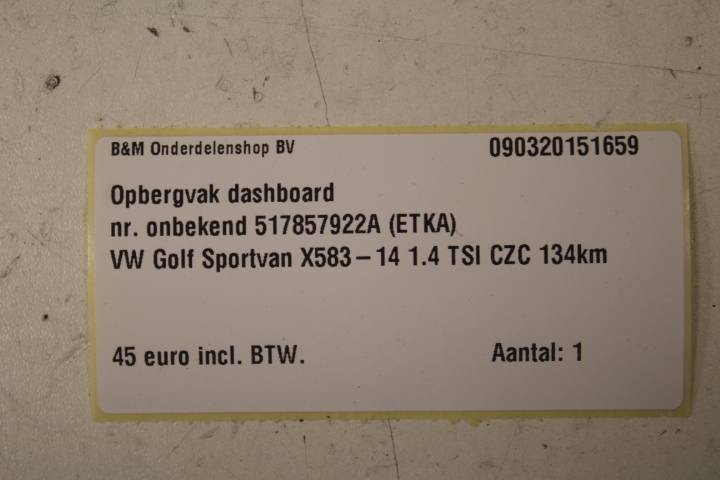 B&M Onderdelenshop BV 090320151659
Opbergvak dashboard
nr. onbekend 517857922A (ETKA)
VW Golf Sportvan X583-14 1.4 TSI CZC 134km
45 euro incl. BTW. Aantal: 1